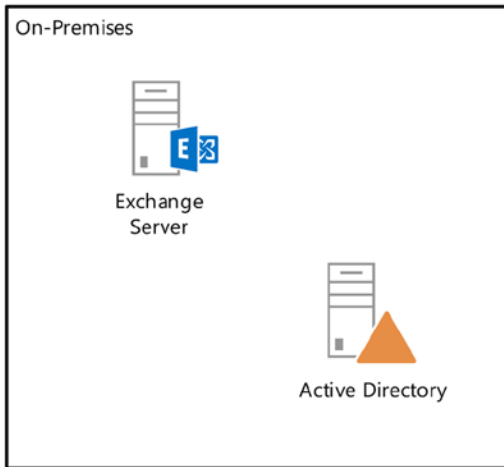 On-Premises
E
Exchange
Server
Active Directory